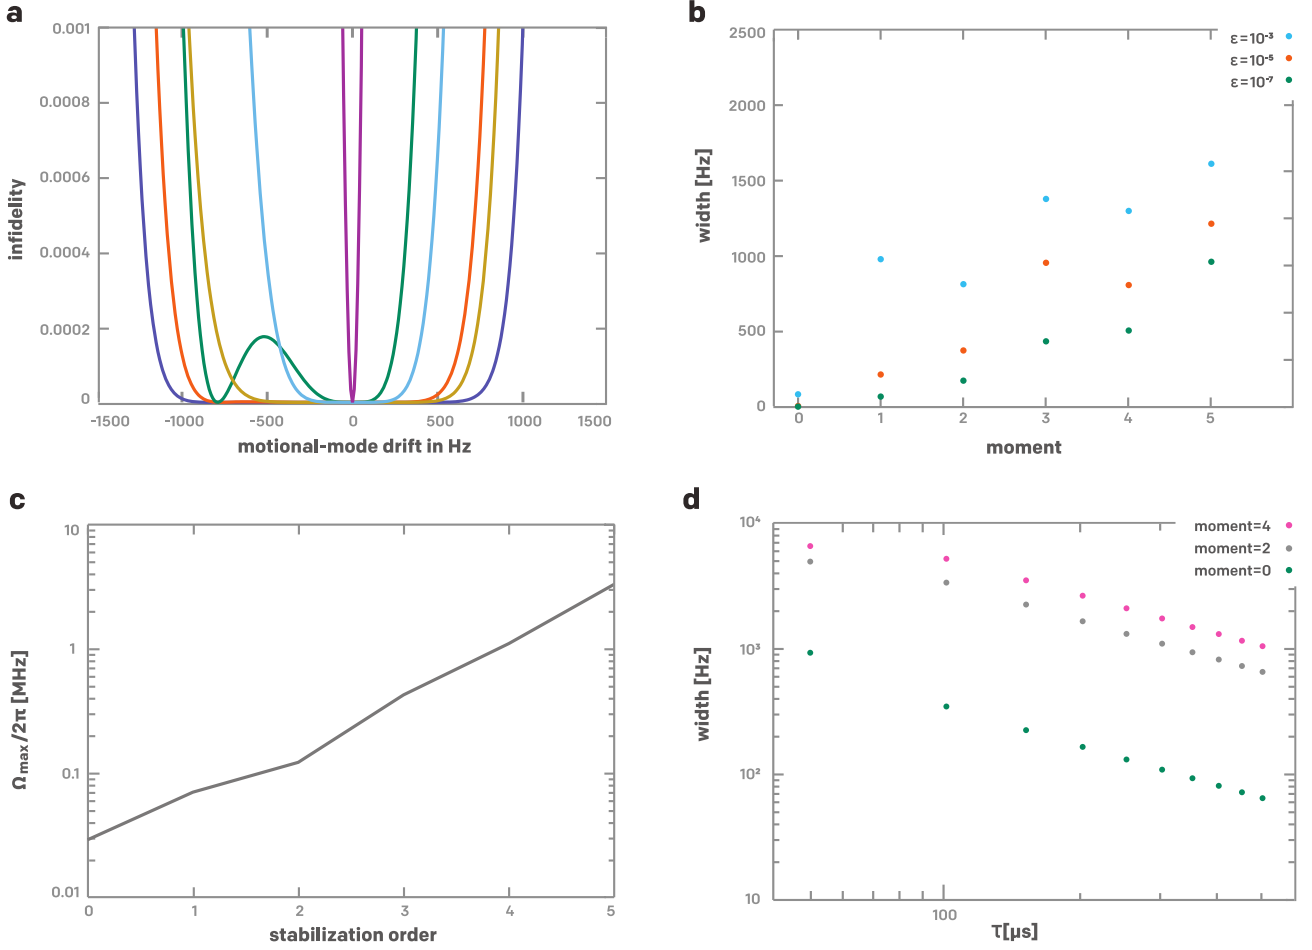 a
0.001
0.0008
0.0006
0.0004
0.0002
0
infidelity
-1500 -1000 -500 0 500 1000 1500
motional-mode drift in Hz
b
2500
2000
1500
1000
500
0
width [Hz]
ε=10⁻³
ε=10⁻⁵
ε=10⁻⁷
0 1 2 3 4 5
moment
c
10
1
0.1
0.01
Ωmax/2π [MHz]
0 1 2 3 4 5
stabilization order
d
10⁴
10³
10²
10
width [Hz]
moment=4
moment=2
moment=0
100
τ[µs]